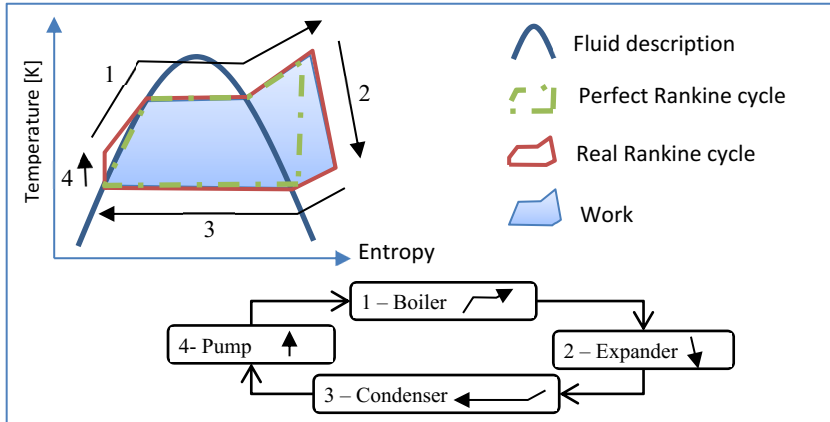 Temperature [K]
1
2
3
4
Entropy
Fluid description
Perfect Rankine cycle
Real Rankine cycle
Work
1 – Boiler
4- Pump
2 – Expander
3 – Condenser